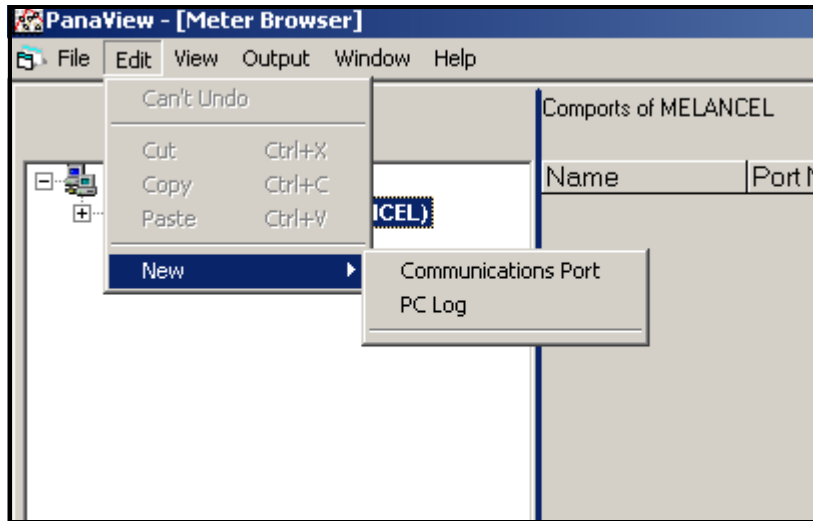 PanaView - [Meter Browser]
File Edit View Output Window Help
Can't Undo
Cut Ctrl+X
Copy Ctrl+C
Paste Ctrl+V
New
Communications Port
PC Log
Comports of MELANCEL
Name Port